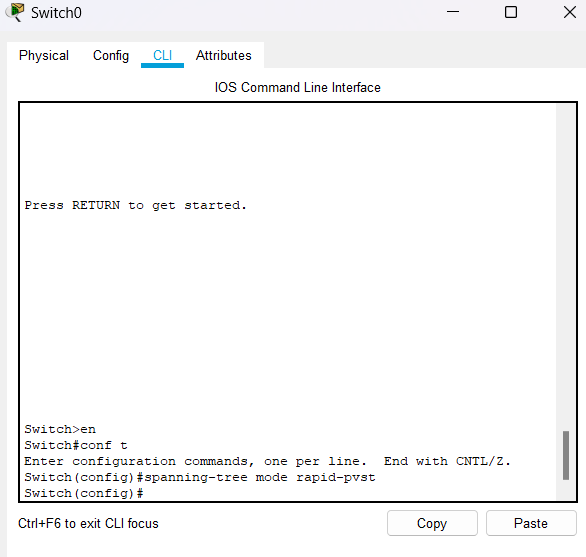 Switch0
Physical Config CLI Attributes
IOS Command Line Interface
Press RETURN to get started.
Switch>en
Switch#conf t
Enter configuration commands, one per line.  End with CNTL/Z.
Switch(config)#spanning-tree mode rapid-pvst
Switch(config)#
Ctrl+F6 to exit CLI focus
Copy
Paste